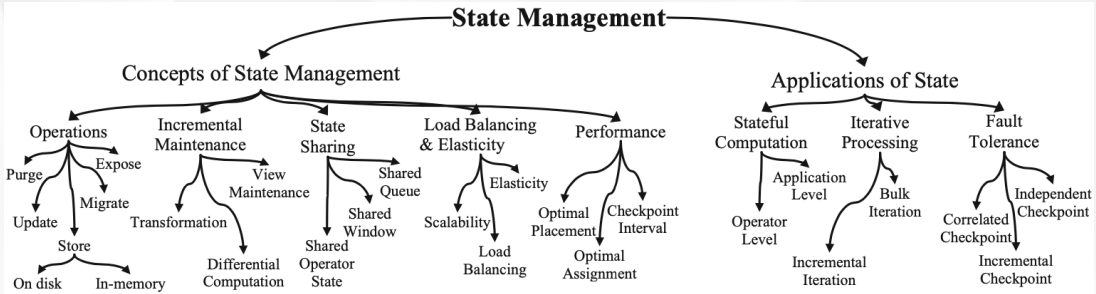 State Management
Concepts of State Management
Applications of State
Operations
Incremental
Maintenance
State
Sharing
Load Balancing
& Elasticity
Performance
Stateful
Computation
Iterative
Processing
Fault
Tolerance
Purge
Expose
Update
Migrate
Store
On disk
In-memory
View
Maintenance
Transformation
Differential
Computation
Shared
Queue
Shared
Window
Shared
Operator
State
Elasticity
Scalability
Load
Balancing
Optimal
Placement
Checkpoint
Interval
Optimal
Assignment
Application
Level
Operator
Level
Bulk
Iteration
Incremental
Iteration
Independent
Checkpoint
Correlated
Checkpoint
Incremental
Checkpoint